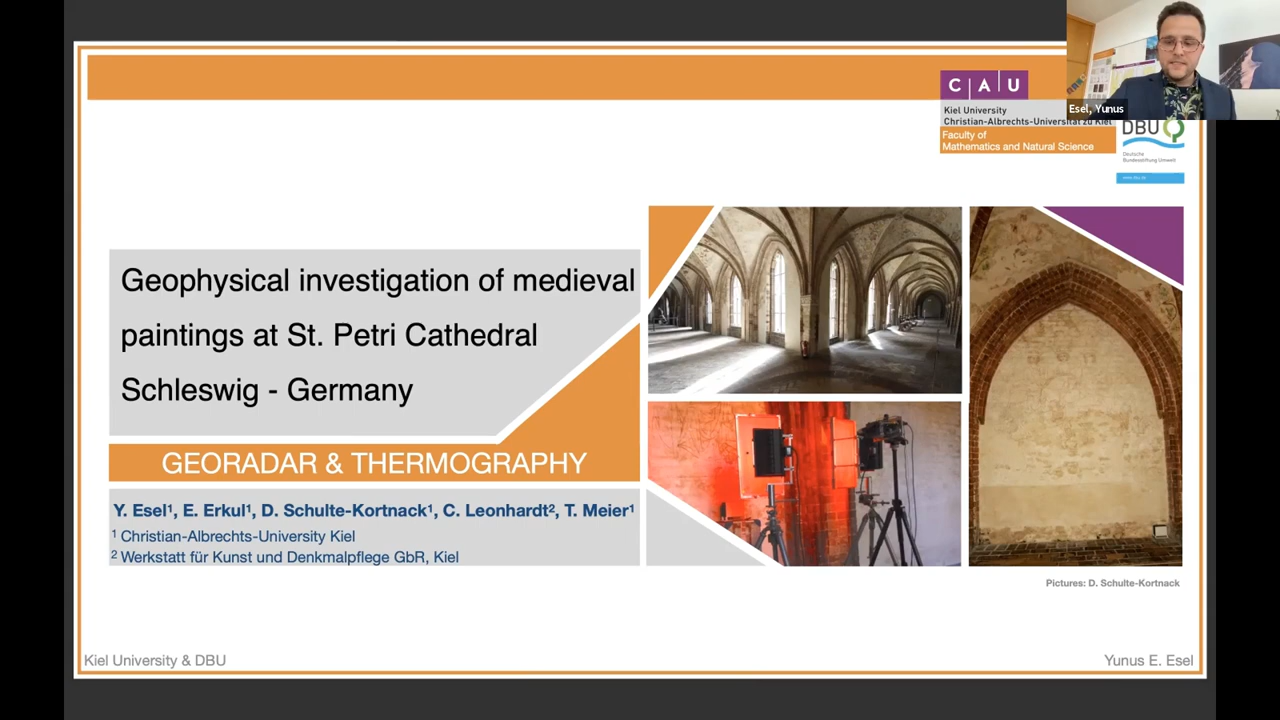 Esel, Yunus
C A U
Kiel University
Christian-Albrechts-Universität zu Kiel
Faculty of
Mathematics and Natural Science
DBU
Deutsche
Bundesstiftung Umwelt
www.dbu.de
Geophysical investigation of medieval
paintings at St. Petri Cathedral
Schleswig - Germany
GEORADAR & THERMOGRAPHY
Y. Esel¹, E. Erkul¹, D. Schulte-Kortnack¹, C. Leonhardt², T. Meier¹
¹ Christian-Albrechts-University Kiel
² Werkstatt für Kunst und Denkmalpflege GbR, Kiel
Pictures: D. Schulte-Kortnack
Kiel University & DBU
Yunus E. Esel